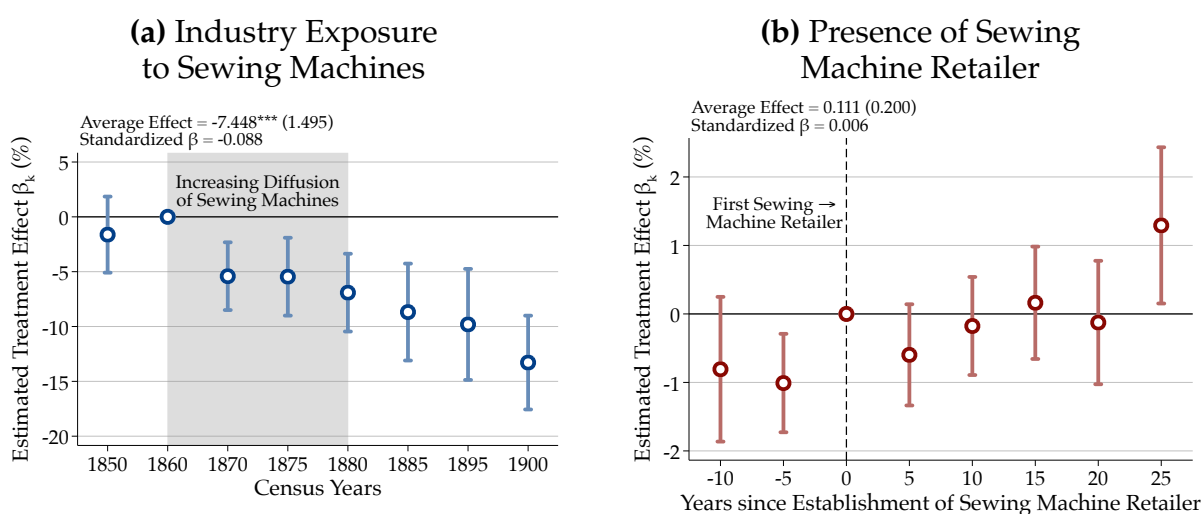 (a) Industry Exposure
to Sewing Machines
Average Effect = -7.448*** (1.495)
Standardized β = -0.088
Estimated Treatment Effect βk (%)
5
0
-5
-10
-15
-20
Increasing Diffusion
of Sewing Machines
1850 1860 1870 1875 1880 1885 1895 1900
Census Years
(b) Presence of Sewing
Machine Retailer
Average Effect = 0.111 (0.200)
Standardized β = 0.006
Estimated Treatment Effect βk (%)
2
1
0
-1
-2
First Sewing →
Machine Retailer
-10 -5 0 5 10 15 20 25
Years since Establishment of Sewing Machine Retailer